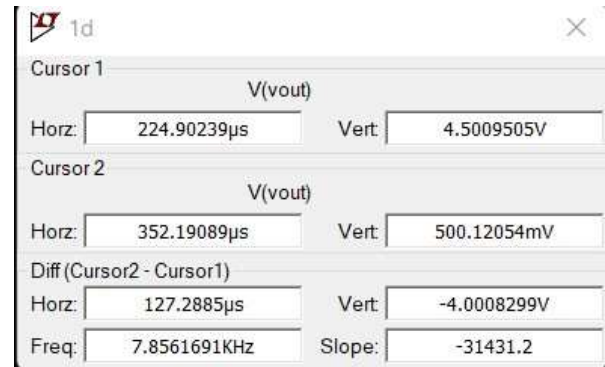 1d
Cursor 1
V(vout)
Horz: 224.90239µs Vert: 4.5009505V
Cursor 2
V(vout)
Horz: 352.19089µs Vert: 500.12054mV
Diff (Cursor2 - Cursor1)
Horz: 127.2885µs Vert: -4.0008299V
Freq: 7.8561691KHz Slope: -31431.2